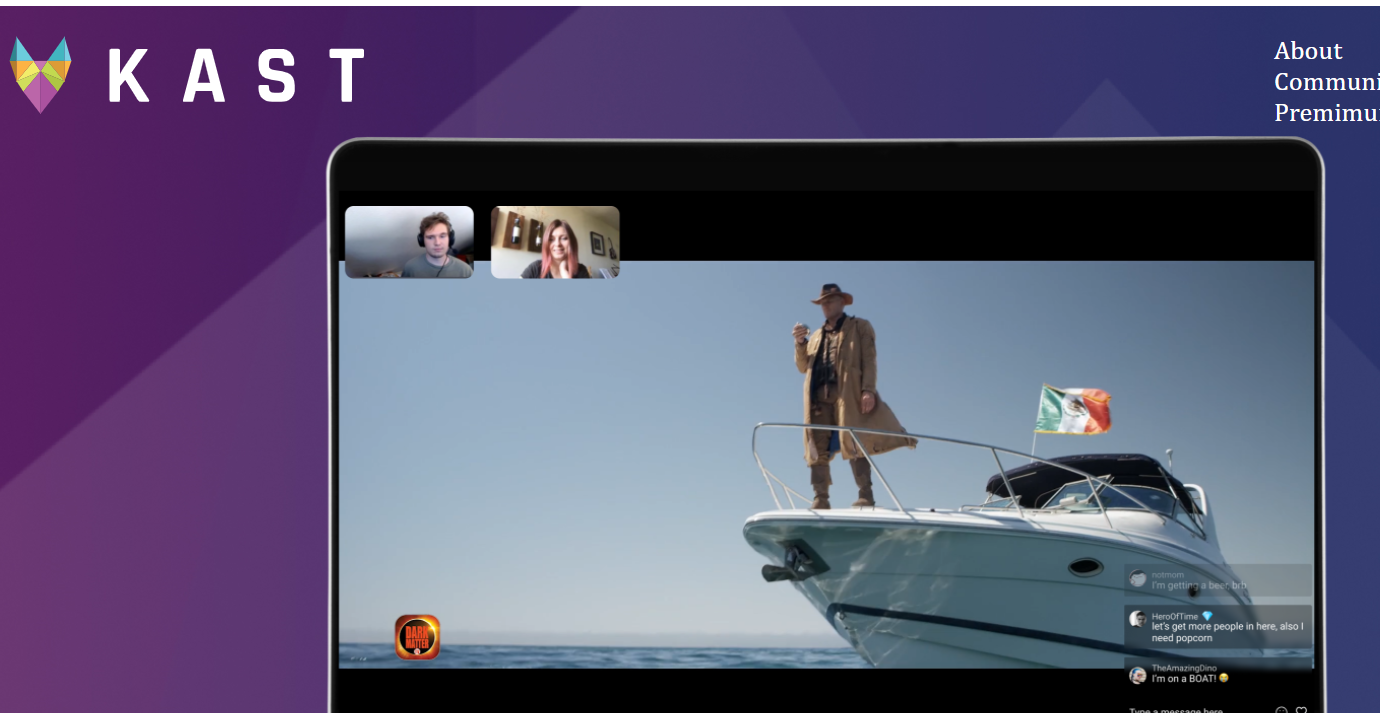 KAST
About
Communi
Premimu
DARK
MATTER
notmom
I'm getting a beer, brb
HeroOfTime 💎
let's get more people in here, also I
need popcorn
TheAmazingDino
I'm on a BOAT! 😂
Type a message here